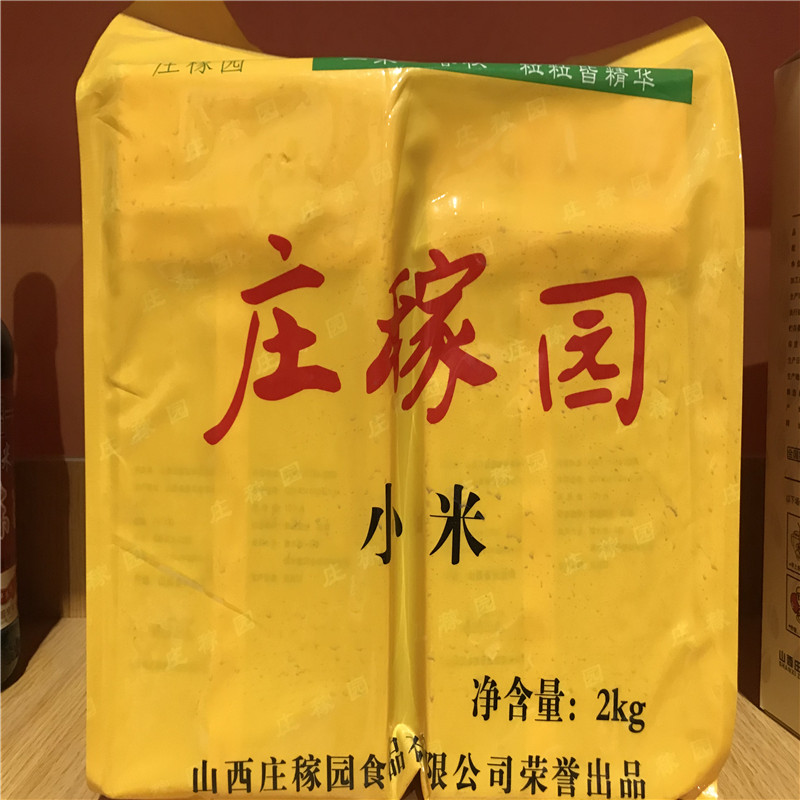 庄稼园
粒粒皆精华
庄稼园
小米
净含量：2kg
山西庄稼园食品有限公司荣誉出品